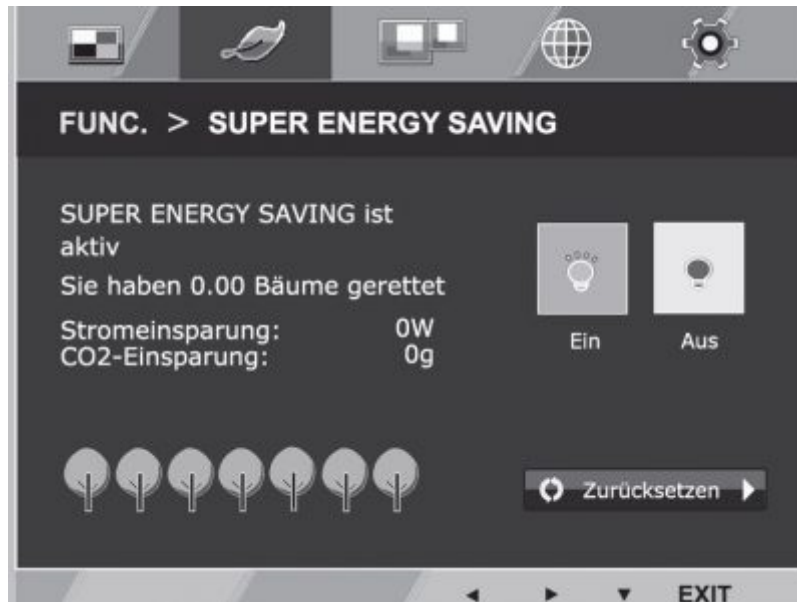 FUNC. > SUPER ENERGY SAVING
SUPER ENERGY SAVING ist
aktiv
Sie haben 0.00 Bäume gerettet
Stromeinsparung: 0W
CO2-Einsparung: 0g
Ein Aus
Zurücksetzen
EXIT